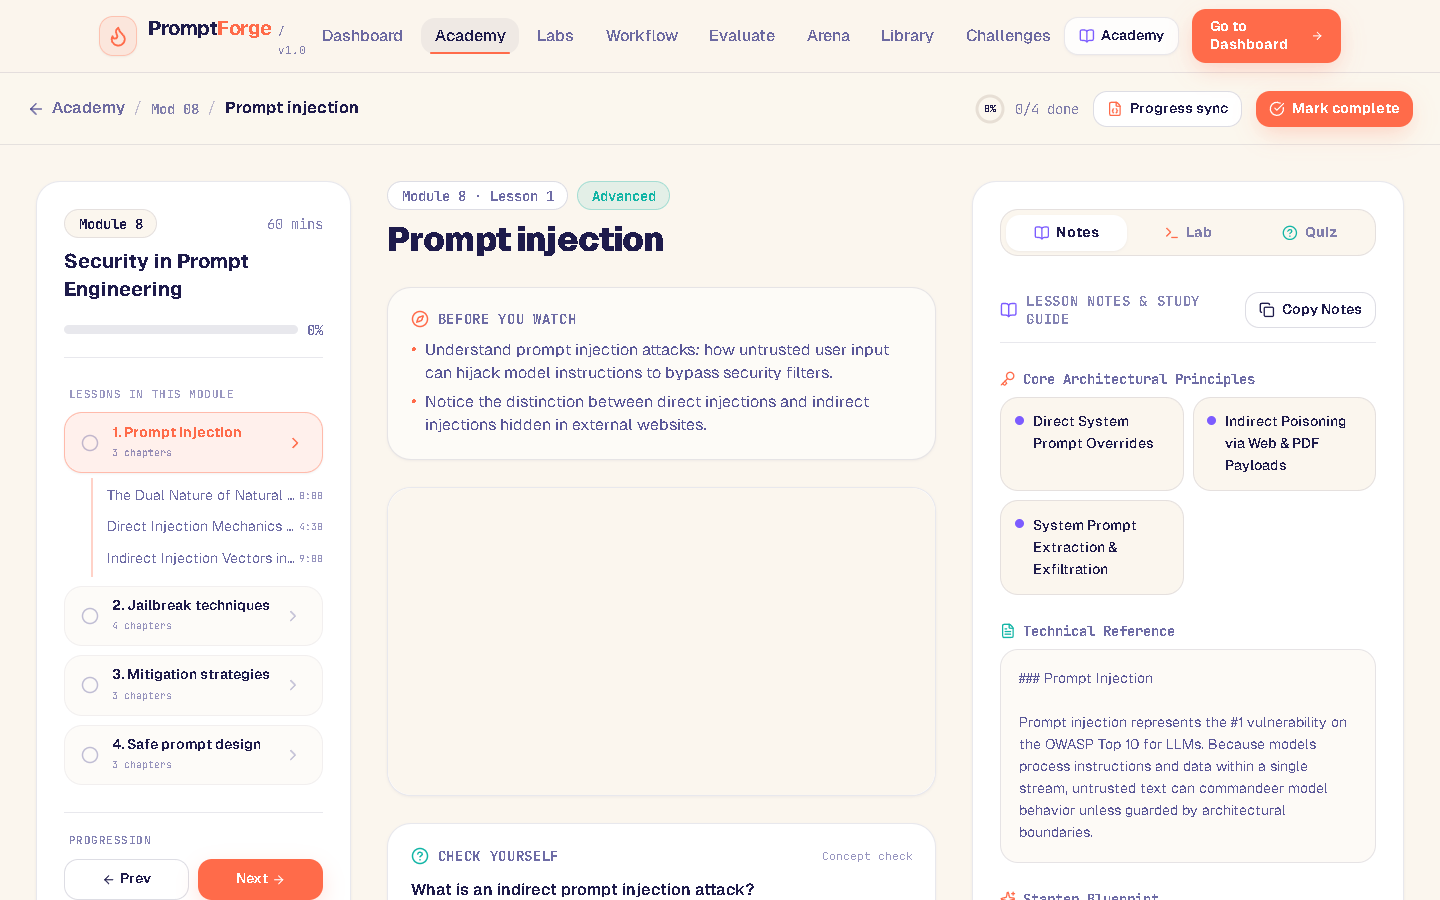 PromptForge / v1.0
Dashboard
Academy
Labs
Workflow
Evaluate
Arena
Library
Challenges
Academy
Go to Dashboard →
← Academy / Mod 08 / Prompt injection
0%
0/4 done
Progress sync
Mark complete
Module 8
60 mins
Security in Prompt
Engineering
0%
LESSONS IN THIS MODULE
1. Prompt injection
3 chapters
The Dual Nature of Natural ... 0:00
Direct Injection Mechanics ... 4:30
Indirect Injection Vectors in... 9:00
2. Jailbreak techniques
4 chapters
3. Mitigation strategies
3 chapters
4. Safe prompt design
3 chapters
PROGRESSION
← Prev
Next →
Module 8 · Lesson 1
Advanced
Prompt injection
BEFORE YOU WATCH
• Understand prompt injection attacks: how untrusted user input
can hijack model instructions to bypass security filters.
• Notice the distinction between direct injections and indirect
injections hidden in external websites.
CHECK YOURSELF
Concept check
What is an indirect prompt injection attack?
Notes
Lab
Quiz
LESSON NOTES & STUDY
GUIDE
Copy Notes
Core Architectural Principles
Direct System
Prompt Overrides
Indirect Poisoning
via Web & PDF
Payloads
System Prompt
Extraction &
Exfiltration
Technical Reference
### Prompt Injection
Prompt injection represents the #1 vulnerability on
the OWASP Top 10 for LLMs. Because models
process instructions and data within a single
stream, untrusted text can commandeer model
behavior unless guarded by architectural
boundaries.
Starter Blueprint